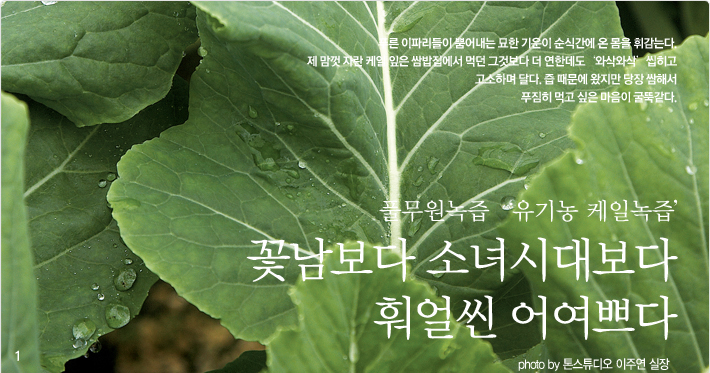 푸른 이파리들이 뿜어내는 묘한 기운이 순식간에 온 몸을 휘감는다.
제 맘껏 자란 케일 잎은 쌈밥집에서 먹던 그것보다 더 연한데도 ‘와삭와삭’ 씹히고
고소하며 달다. 즙 때문에 왔지만 당장 쌈해서
푸짐히 먹고 싶은 마음이 굴뚝같다.
풀무원녹즙 ‘유기농 케일녹즙’
꽃남보다 소녀시대보다
훠얼씬 어여쁘다
1
photo by 톤스튜디오 이주연 실장